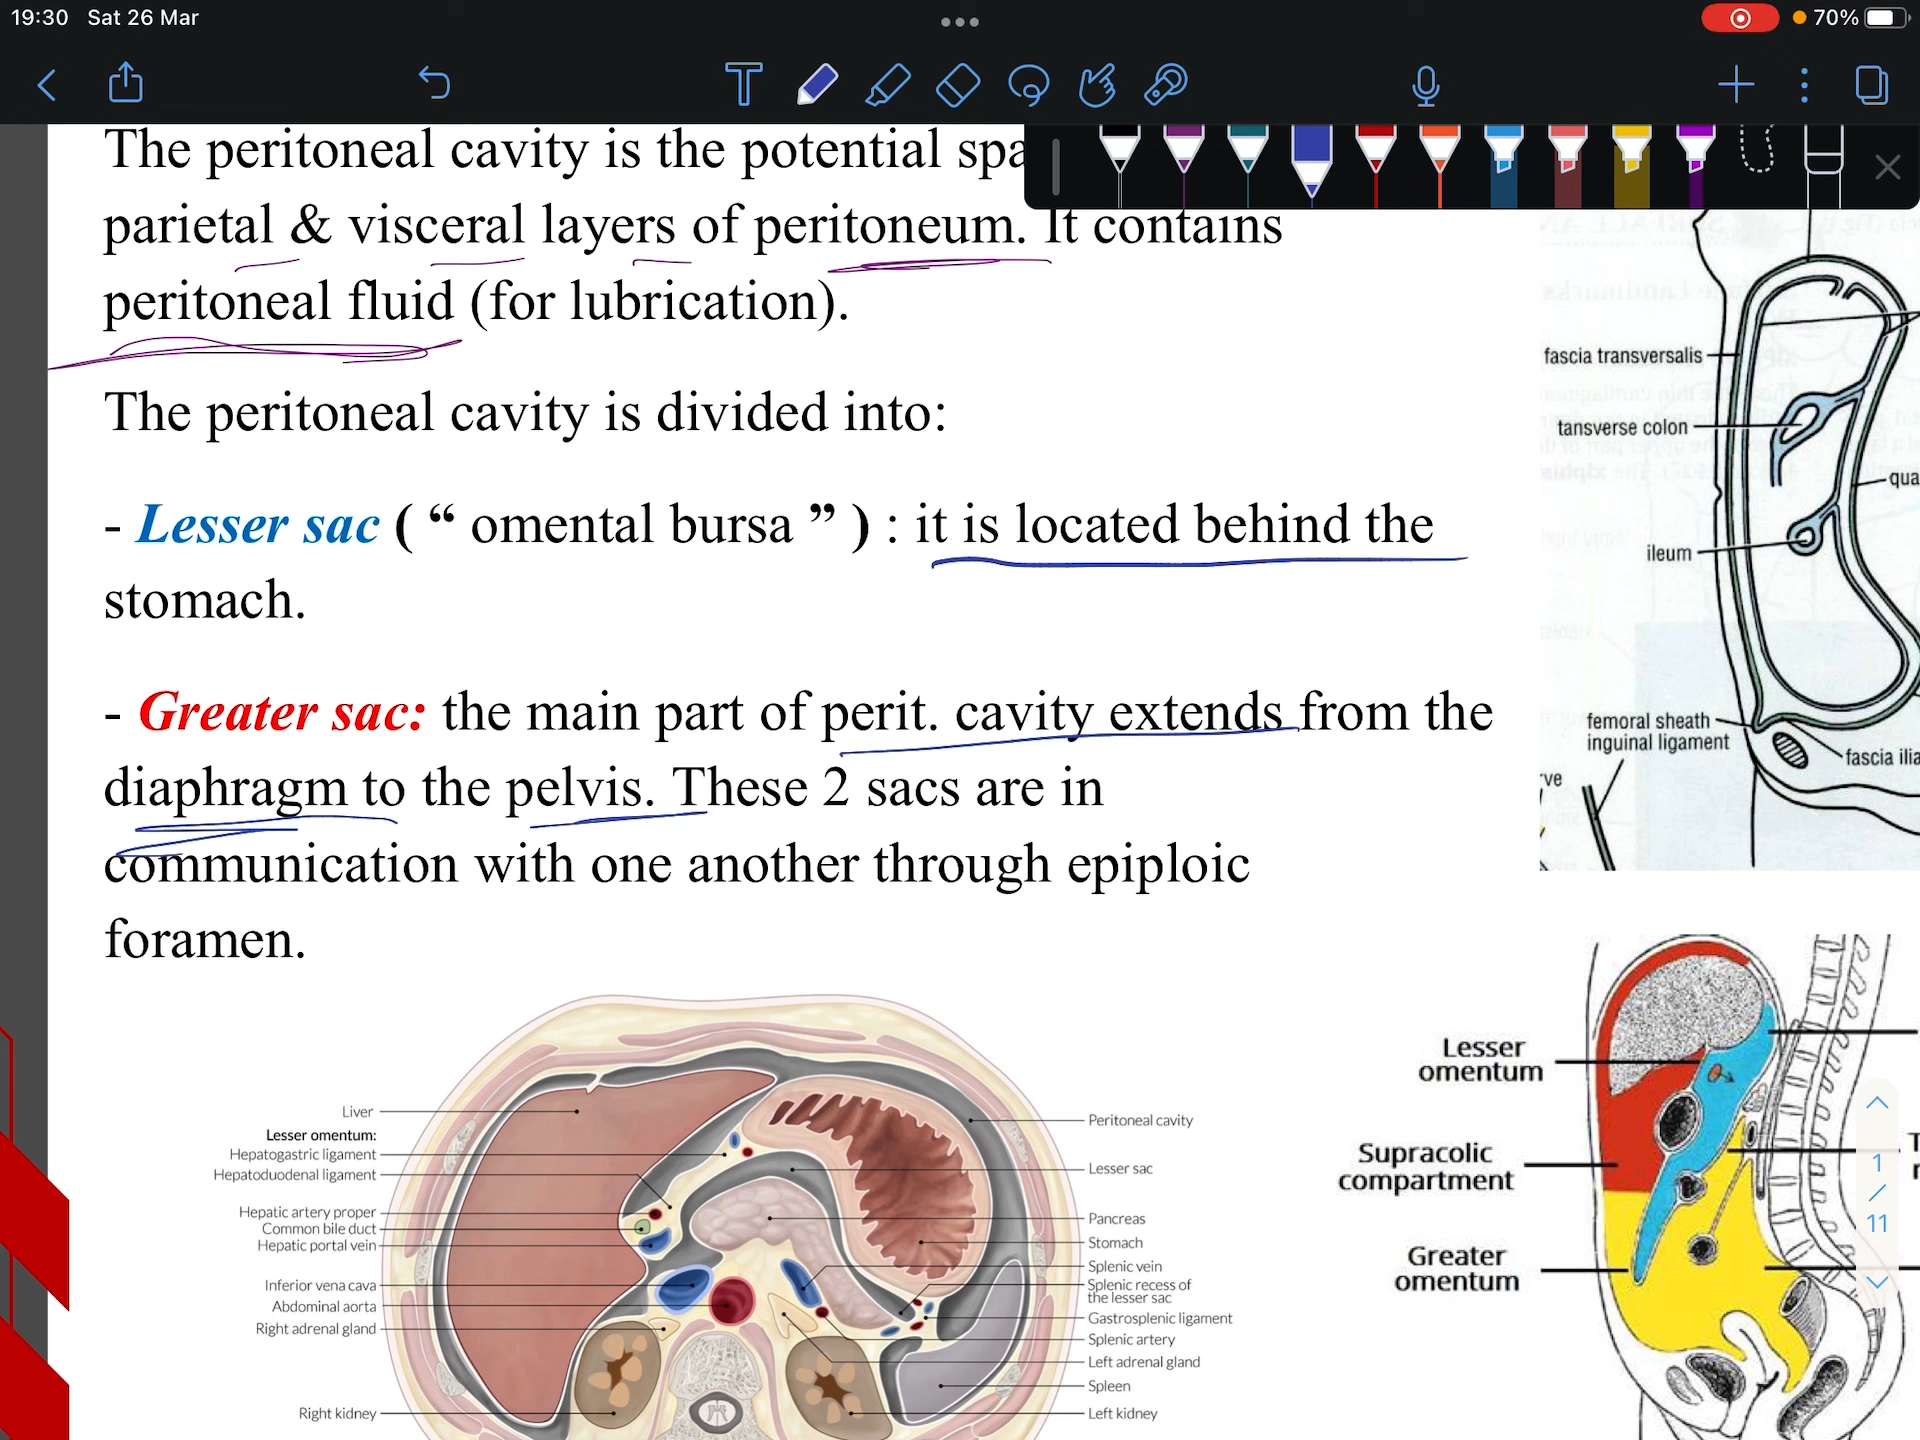 19:30 Sat 26 Mar
70%
The peritoneal cavity is the potential spa
parietal & visceral layers of peritoneum. It contains
peritoneal fluid (for lubrication).
The peritoneal cavity is divided into:
- Lesser sac ( “ omental bursa ” ) : it is located behind the
stomach.
- Greater sac: the main part of perit. cavity extends from the
diaphragm to the pelvis. These 2 sacs are in
communication with one another through epiploic
foramen.
fascia transversalis
tansverse colon
qua
ileum
femoral sheath
inguinal ligament
fascia ilia
rve
Liver
Lesser omentum:
Hepatogastric ligament
Hepatoduodenal ligament
Hepatic artery proper
Common bile duct
Hepatic portal vein
Inferior vena cava
Abdominal aorta
Right adrenal gland
Right kidney
Peritoneal cavity
Lesser sac
Pancreas
Stomach
Splenic vein
Splenic recess of
the lesser sac
Gastrosplenic ligament
Splenic artery
Left adrenal gland
Spleen
Left kidney
Lesser
omentum
Supracolic
compartment
Greater
omentum
1
/
11